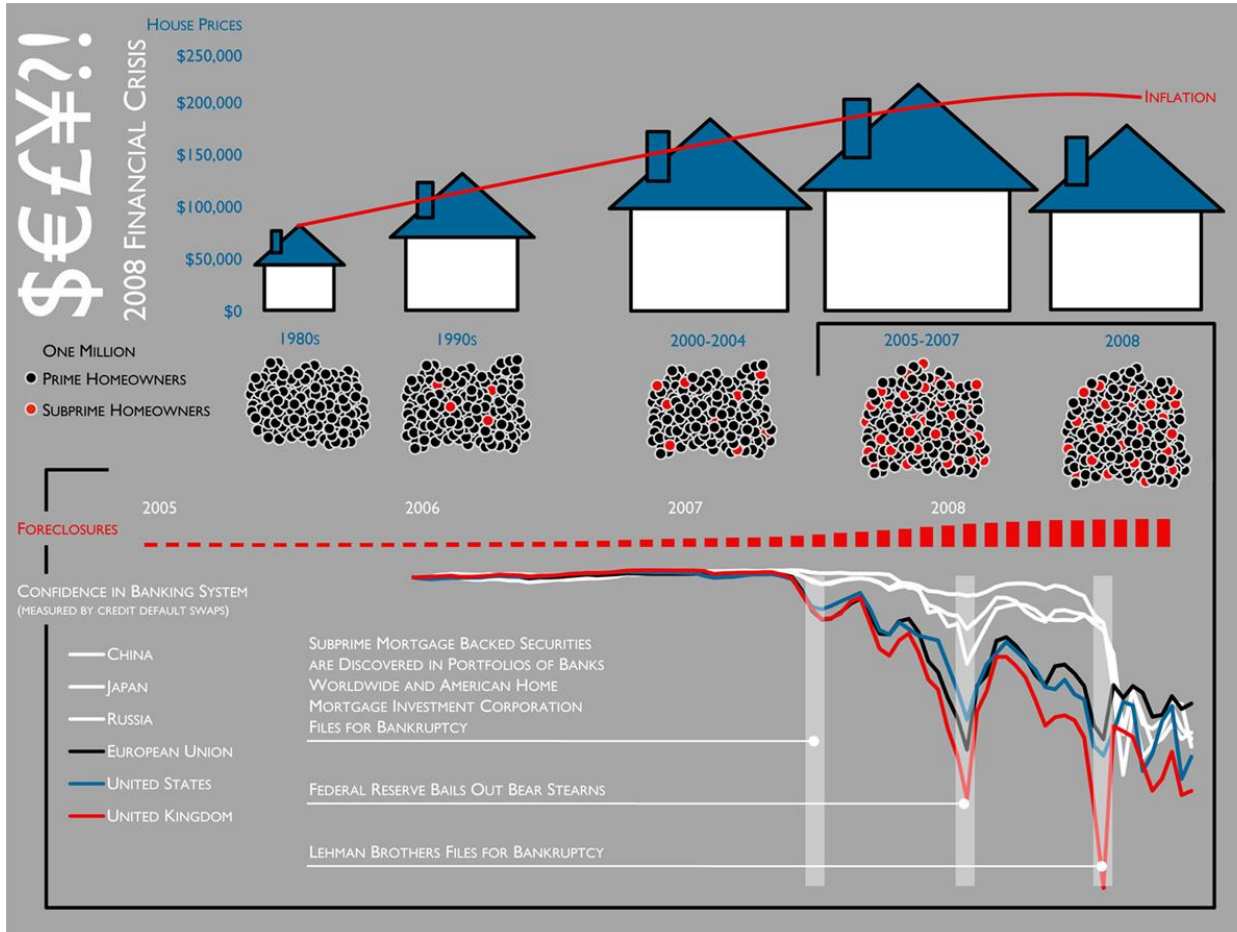 $€£¥?!
2008 FINANCIAL CRISIS
HOUSE PRICES
$250,000
$200,000
$150,000
$100,000
$50,000
$0
INFLATION
1980s
1990s
2000-2004
2005-2007
2008
ONE MILLION
PRIME HOMEOWNERS
SUBPRIME HOMEOWNERS
2005
2006
2007
2008
FORECLOSURES
CONFIDENCE IN BANKING SYSTEM
(MEASURED BY CREDIT DEFAULT SWAPS)
CHINA
JAPAN
RUSSIA
EUROPEAN UNION
UNITED STATES
UNITED KINGDOM
SUBPRIME MORTGAGE BACKED SECURITIES
ARE DISCOVERED IN PORTFOLIOS OF BANKS
WORLDWIDE AND AMERICAN HOME
MORTGAGE INVESTMENT CORPORATION
FILES FOR BANKRUPTCY
FEDERAL RESERVE BAILS OUT BEAR STEARNS
LEHMAN BROTHERS FILES FOR BANKRUPTCY